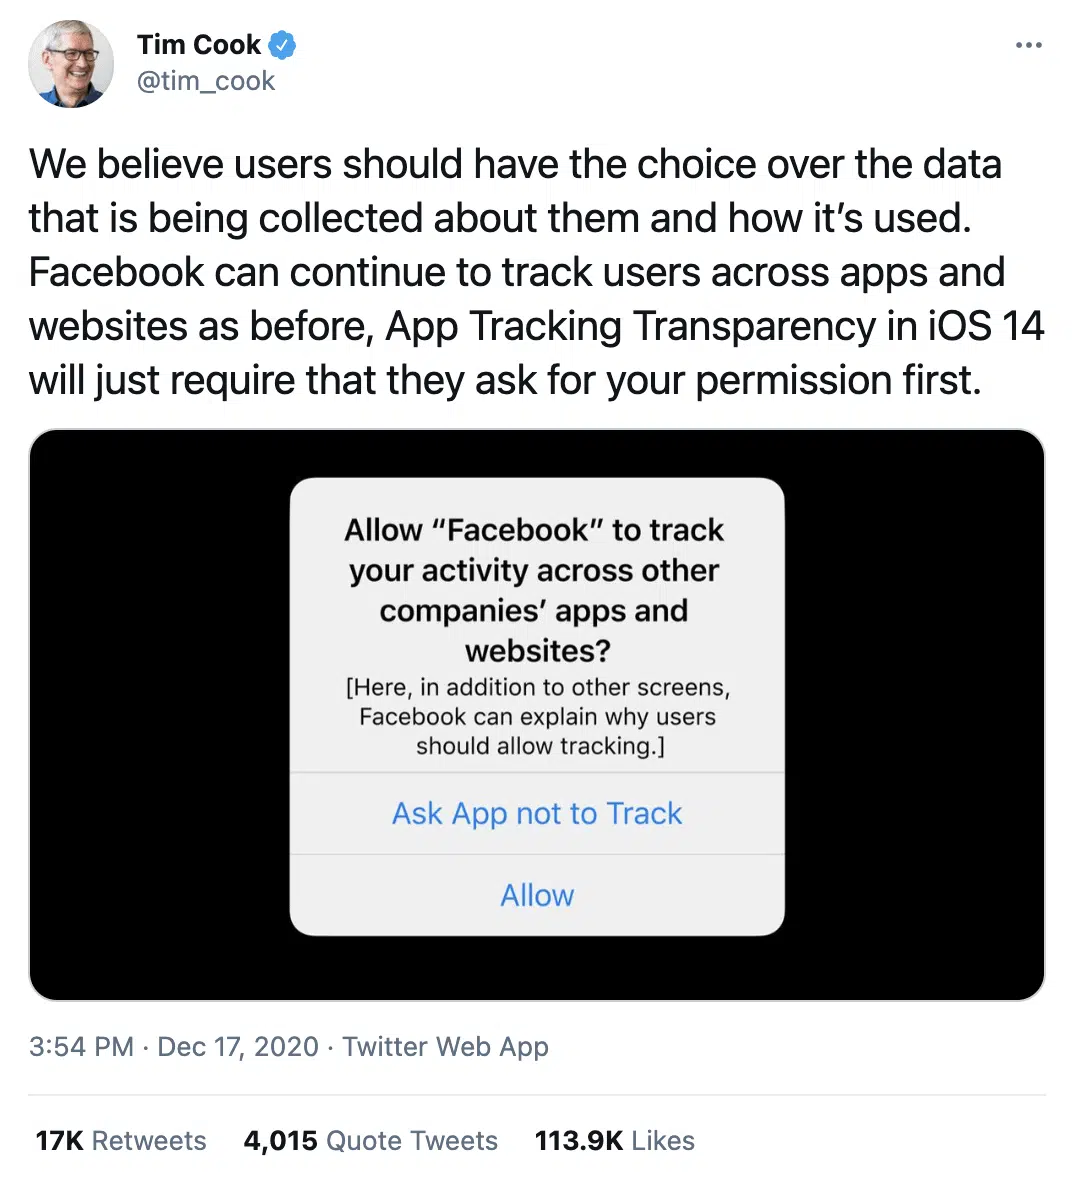 Tim Cook
@tim_cook
We believe users should have the choice over the data
that is being collected about them and how it’s used.
Facebook can continue to track users across apps and
websites as before, App Tracking Transparency in iOS 14
will just require that they ask for your permission first.
Allow “Facebook” to track
your activity across other
companies’ apps and
websites?
[Here, in addition to other screens,
Facebook can explain why users
should allow tracking.]
Ask App not to Track
Allow
3:54 PM · Dec 17, 2020 · Twitter Web App
17K Retweets 4,015 Quote Tweets 113.9K Likes